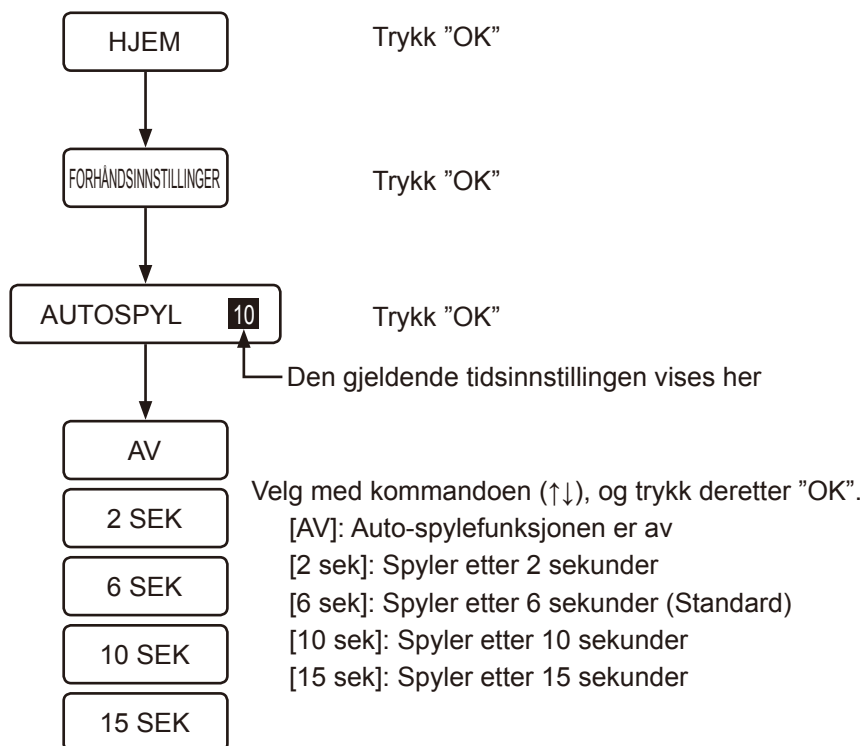 HJEM Trykk ”OK”
FORHÅNDSINNSTILLINGER Trykk ”OK”
AUTOSPYL 10 Trykk ”OK”
Den gjeldende tidsinnstillingen vises her
AV
2 SEK
6 SEK
10 SEK
15 SEK
Velg med kommandoen (↑↓), og trykk deretter ”OK”.
[AV]: Auto-spylefunksjonen er av
[2 sek]: Spyler etter 2 sekunder
[6 sek]: Spyler etter 6 sekunder (Standard)
[10 sek]: Spyler etter 10 sekunder
[15 sek]: Spyler etter 15 sekunder